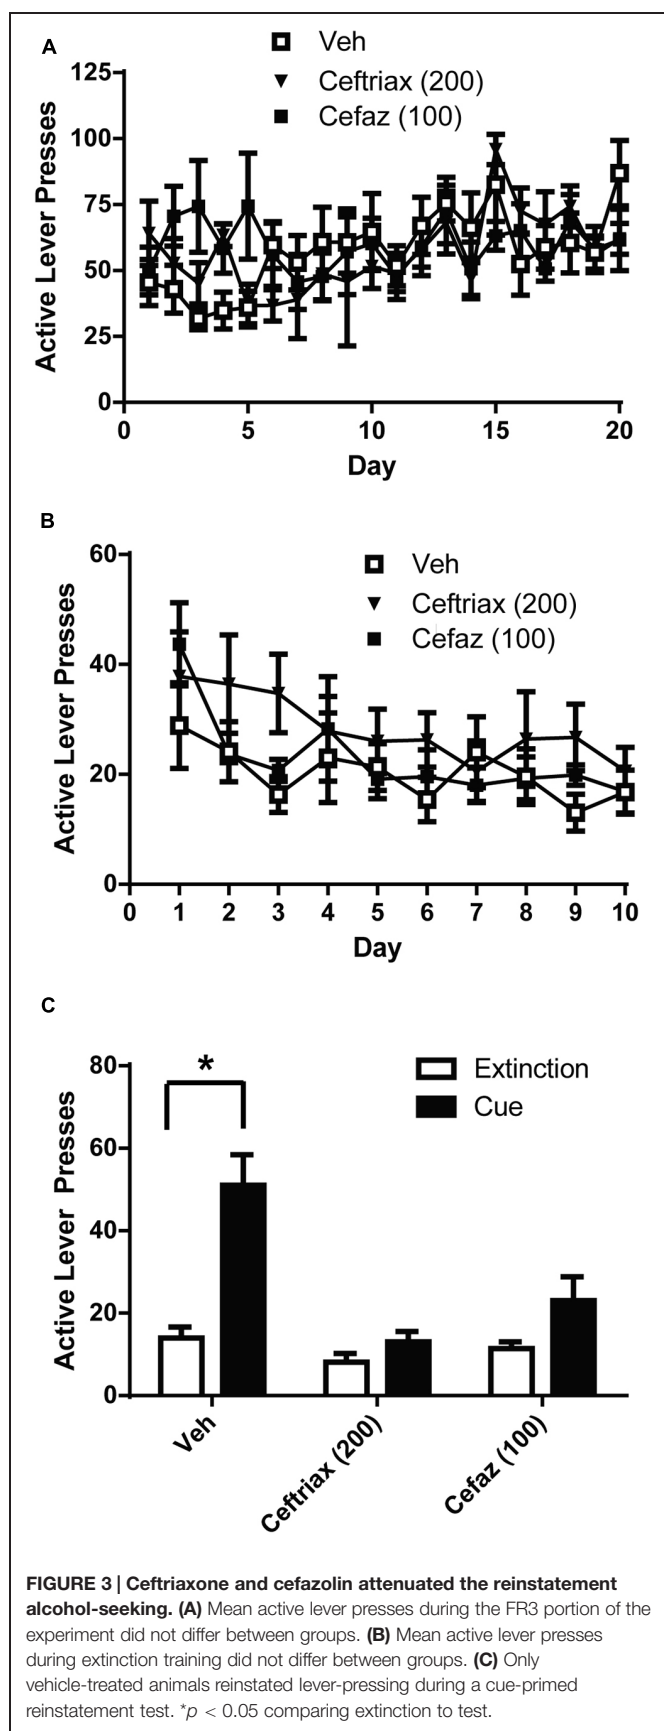 A
Veh
Ceftriax (200)
Cefaz (100)
125
100
75
50
25
0
Active Lever Presses
0 5 10 15 20
Day
B
Veh
Ceftriax (200)
Cefaz (100)
60
40
20
0
Active Lever Presses
0 1 2 3 4 5 6 7 8 9 10
Day
C
Extinction
Cue
*
80
60
40
20
0
Active Lever Presses
Veh
Ceftriax (200)
Cefaz (100)
FIGURE 3 | Ceftriaxone and cefazolin attenuated the reinstatement
alcohol-seeking. (A) Mean active lever presses during the FR3 portion of the
experiment did not differ between groups. (B) Mean active lever presses
during extinction training did not differ between groups. (C) Only
vehicle-treated animals reinstated lever-pressing during a cue-primed
reinstatement test. *p < 0.05 comparing extinction to test.